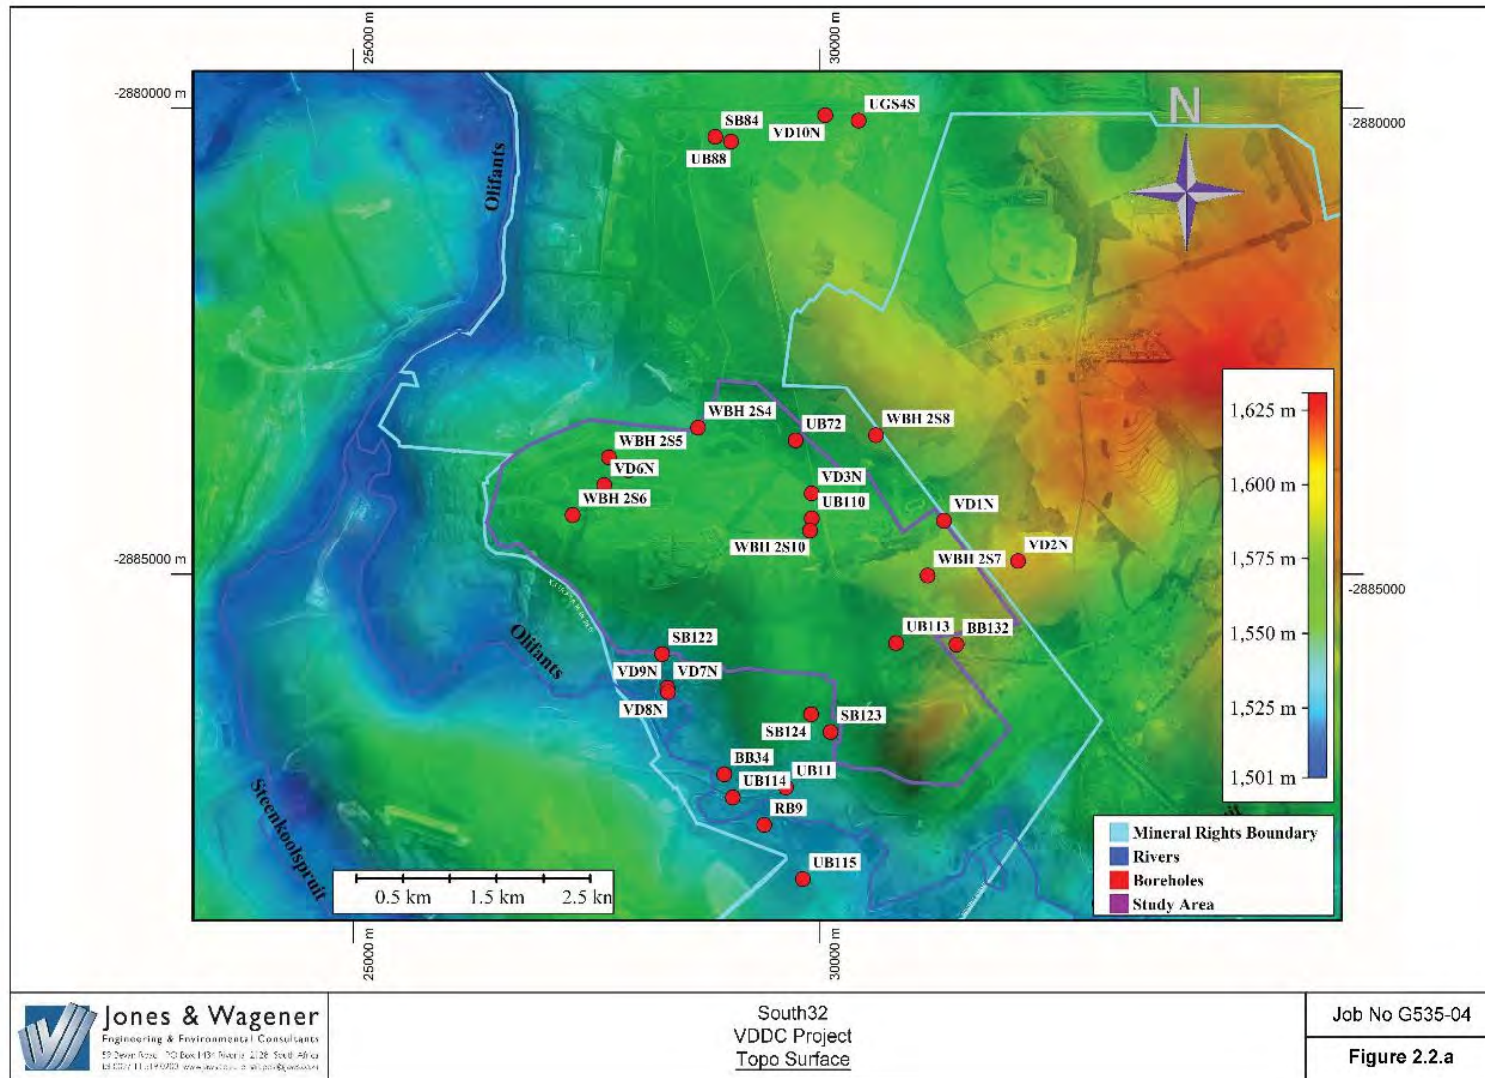 25000 m
30000 m
-2880000 m
-2880000
N
UGS4S
SB84
VD10N
UB88
Olifants
1,625 m
1,600 m
1,575 m
1,550 m
1,525 m
1,501 m
WBH 2S4
UB72
WBH 2S8
WBH 2S5
VD6N
VD3N
WBH 2S6
UB110
VD1N
WBH 2S10
WBH 2S7
VD2N
-2885000 m
-2885000
UB113
BB132
Olifants
SB122
VD9N
VD7N
VD8N
SB123
SB124
BB34
UB11
UB114
RB9
UB115
Steenkoolspruit
Mineral Rights Boundary
Rivers
Boreholes
Study Area
0.5 km
1.5 km
2.5 kn
25000 m
30000 m
Jones & Wagener
Engineering & Environmental Consultants
South32
VDDC Project
Topo Surface
Job No G535-04
Figure 2.2.a